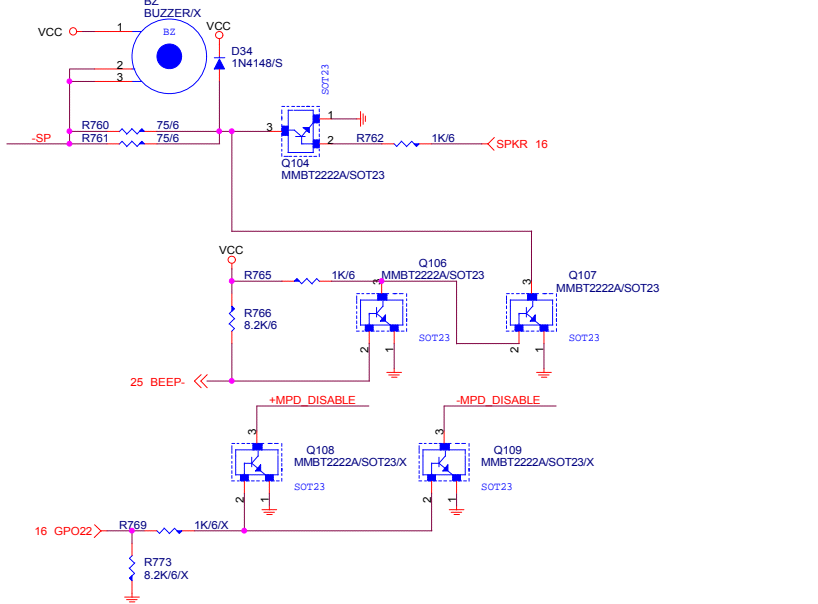 BZ
BUZZER/X
VCC
1
BZ
VCC
D34
1N4148/S
2
3
SOT23
R760
75/6
3
1
-SP
R761
75/6
2
R762
1K/6
SPKR 16
Q104
MMBT2222A/SOT23
VCC
R765
1K/6
3
Q106
MMBT2222A/SOT23
3
Q107
MMBT2222A/SOT23
R766
8.2K/6
SOT23
SOT23
2
1
2
1
25 BEEP-
+MPD_DISABLE
-MPD_DISABLE
3
Q108
MMBT2222A/SOT23/X
3
Q109
MMBT2222A/SOT23/X
SOT23
SOT23
2
1
2
1
16 GPO22
R769
1K/6/X
R773
8.2K/6/X